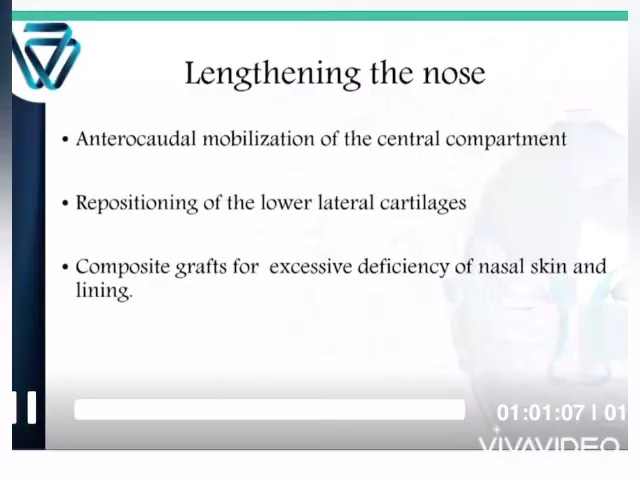 Lengthening the nose
• Anterocaudal mobilization of the central compartment
• Repositioning of the lower lateral cartilages
• Composite grafts for excessive deficiency of nasal skin and
lining.
01:01:07 | 01
VIVAVIDEO